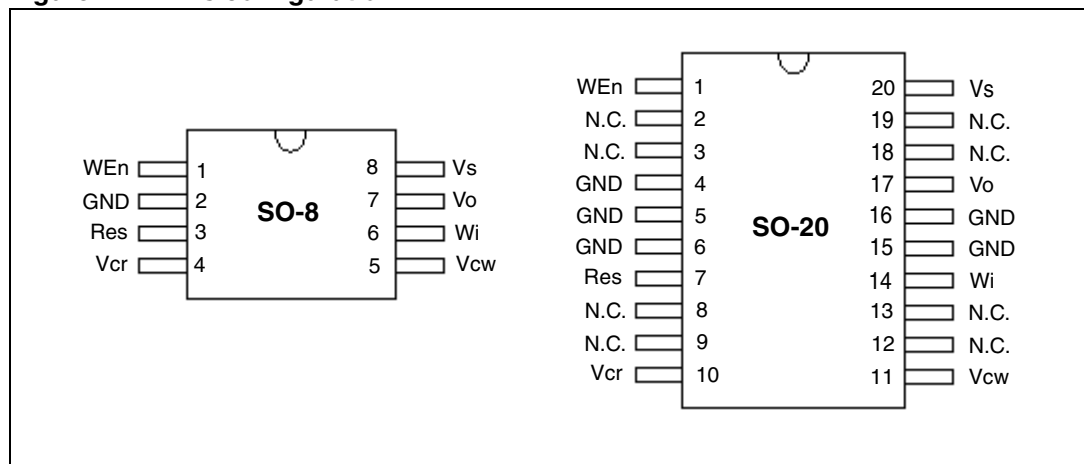 WEn 1 8 Vs
GND 2 7 Vo
SO-8
Res 3 6 Wi
Vcr 4 5 Vcw
WEn 1 20 Vs
N.C. 2 19 N.C.
N.C. 3 18 N.C.
GND 4 17 Vo
GND 5 16 GND
SO-20
GND 6 15 GND
Res 7 14 Wi
N.C. 8 13 N.C.
N.C. 9 12 N.C.
Vcr 10 11 Vcw